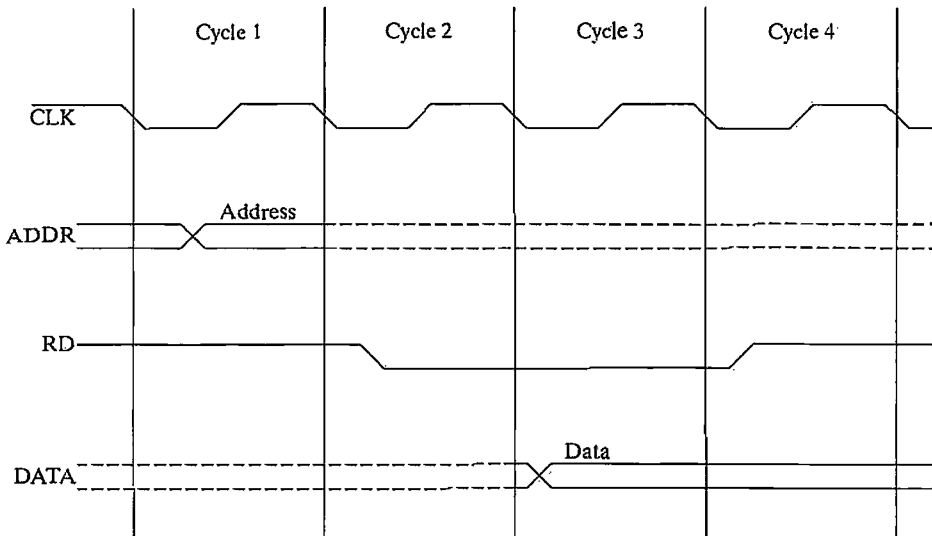 Cycle 1 Cycle 2 Cycle 3 Cycle 4
CLK
Address
ADDR
RD
Data
DATA